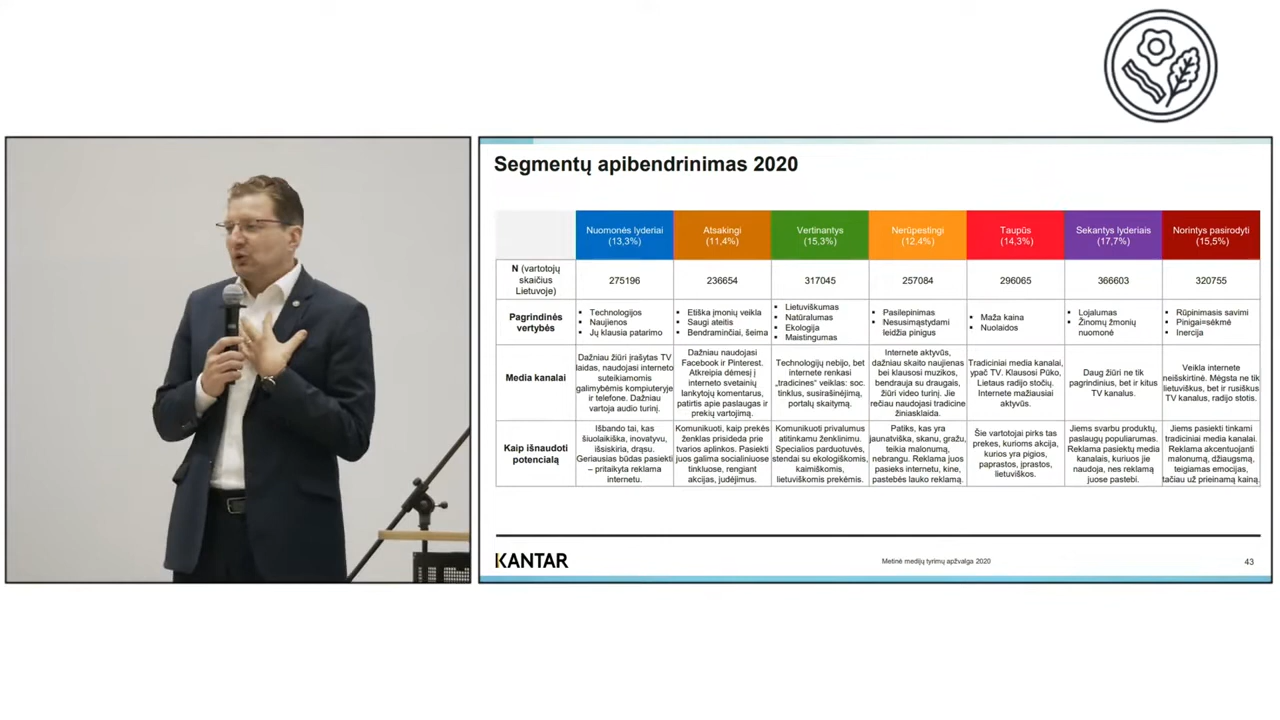 Segmentų apibendrinimas 2020
Nuomonės lyderiai
(13,3%)
Atsakingi
(11,4%)
Vertinantys
(15,3%)
Nerūpestingi
(12,4%)
Taupūs
(14,3%)
Sekantys lyderiais
(17,7%)
Norintys pasirodyti
(15,5%)
N (vartotojų
skaičius
Lietuvoje)
275196
236654
317045
257084
296065
366603
320755
Pagrindinės
vertybės
• Technologijos
• Naujienos
• Jų klausia patarimo
• Etiška įmonių veikla
• Saugi ateitis
• Bendraminčiai, šeima
• Lietuviškumas
• Natūralumas
• Ekologija
• Maistingumas
• Pasilepinimas
• Nesusimąstydami
leidžia pinigus
• Maža kaina
• Nuolaidos
• Lojalumas
• Žinomų žmonių
nuomonė
• Rūpinimasis savimi
• Pinigai=sėkmė
• Inercija
Media kanalai
Dažniau žiūri įrašytas TV
laidas, naudojasi interneto
suteikiamomis
galimybėmis kompiuteryje
ir telefone. Dažniau
vartoja audio turinį.
Dažniau naudojasi
Facebook ir Pinterest.
Atkreipia dėmesį į
interneto svetainių
lankytojų komentarus,
patirtis apie paslaugas ir
prekių vartojimą.
Technologijų nebijo, bet
internete renkasi
„tradicines" veiklas: soc.
tinklus, susirašinėjimą,
portalų skaitymą.
Internete aktyvūs,
dažniau skaito naujienas
bei klausosi muzikos,
bendrauja su draugais,
žiūri video turinį. Jie
rečiau naudojasi tradicine
žiniasklaida.
Tradiciniai media kanalai,
ypač TV. Klausosi Pūko,
Lietaus radijo stočių.
Internete mažiausiai
aktyvūs.
Daug žiūri ne tik
pagrindinius, bet ir kitus
TV kanalus.
Veikla internete
neišskirtinė. Mėgsta ne tik
lietuviškus, bet ir rusiškus
TV kanalus, radijo stotis.
Kaip išnaudoti
potencialą
Išbando tai, kas
šiuolaikiška, inovatyvu,
išsiskiria, drąsu.
Geriausias būdas pasiekti
– pritaikyta reklama
internetu.
Komunikuoti, kaip prekės
ženklas prisideda prie
tvarios aplinkos. Pasiekti
juos galima socialiniuose
tinkluose, rengiant
akcijas, judėjimus.
Komunikuoti privalumus
atitinkamu ženklinimu.
Specialios parduotuvės,
stendai su ekologiškomis,
kaimiškomis,
lietuviškomis prekėmis.
Patiks, kas yra
jaunatviška, skanu, gražu,
teikia malonumą,
nebrangu. Reklama juos
pasieks internetu, kine,
pastebės lauko reklamą.
Šie vartotojai pirks tas
prekes, kurioms akcija,
kurios yra pigios,
paprastos, įprastos,
lietuviškos.
Jiems svarbu produktų,
paslaugų populiarumas.
Reklama pasiektų media
kanalais, kuriuos jie
naudoja, nes reklamą
juose pastebi.
Jiems pasiekti tinkami
tradiciniai media kanalai.
Reklama akcentuojanti
malonumą, džiaugsmą,
teigiamas emocijas,
tačiau už prieinamą kainą.
KANTAR
Metinė medijų tyrimų apžvalga 2020
43